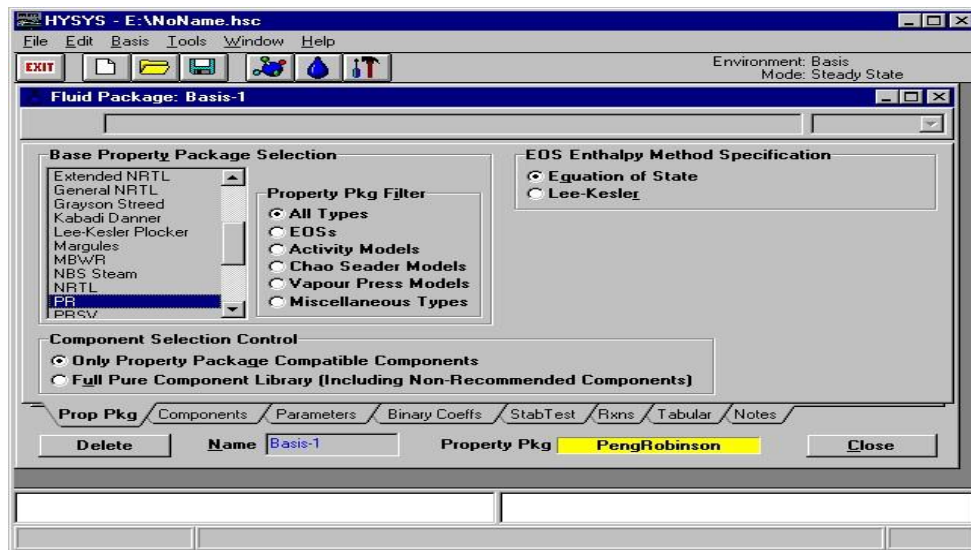 HYSYS - E:\NoName.hsc
File Edit Basis Tools Window Help
EXIT
Environment: Basis
Mode: Steady State
Fluid Package: Basis-1
Base Property Package Selection
Extended NRTL
General NRTL
Grayson Streed
Kabadi Danner
Lee-Kesler Plocker
Margules
MBWR
NBS Steam
NRTL
PR
PRSV
Property Pkg Filter
All Types
EOSs
Activity Models
Chao Seader Models
Vapour Press Models
Miscellaneous Types
EOS Enthalpy Method Specification
Equation of State
Lee-Kesler
Component Selection Control
Only Property Package Compatible Components
Full Pure Component Library (Including Non-Recommended Components)
Prop Pkg Components Parameters Binary Coeffs StabTest Rxns Tabular Notes
Delete Name Basis-1 Property Pkg PengRobinson Close